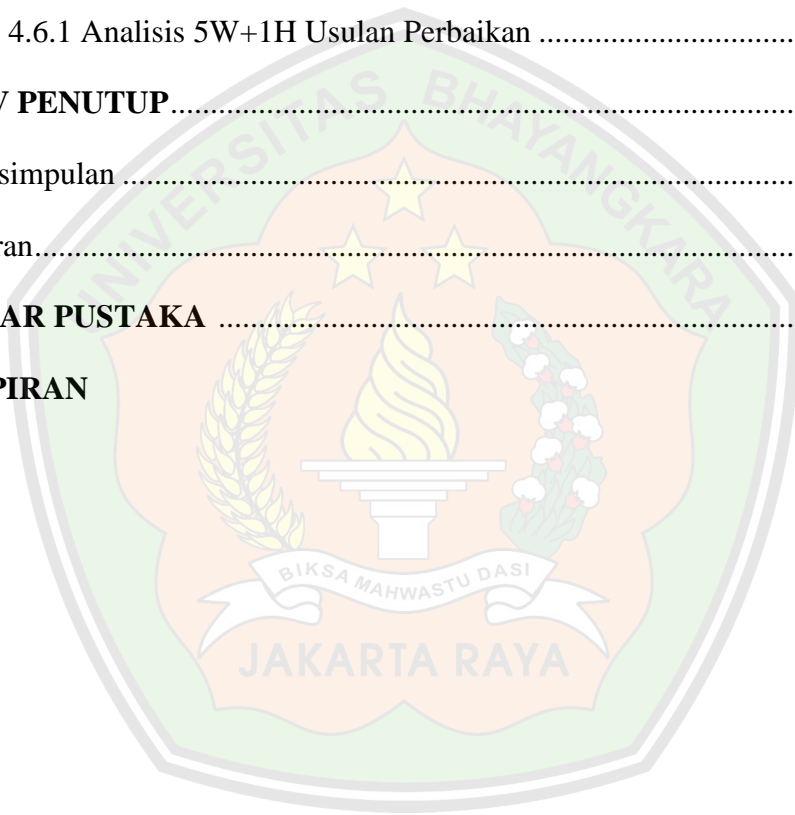 4.6.1 Analisis 5W+1H Usulan Perbaikan ................................
PENUTUP................................................................................
simpulan ...................................................................................
ran..............................................................................................
AR PUSTAKA ........................................................................
PIRAN
UNIVERSITAS BHAYANGKARA
BIKSA MAHWASTU DASI
JAKARTA RAYA